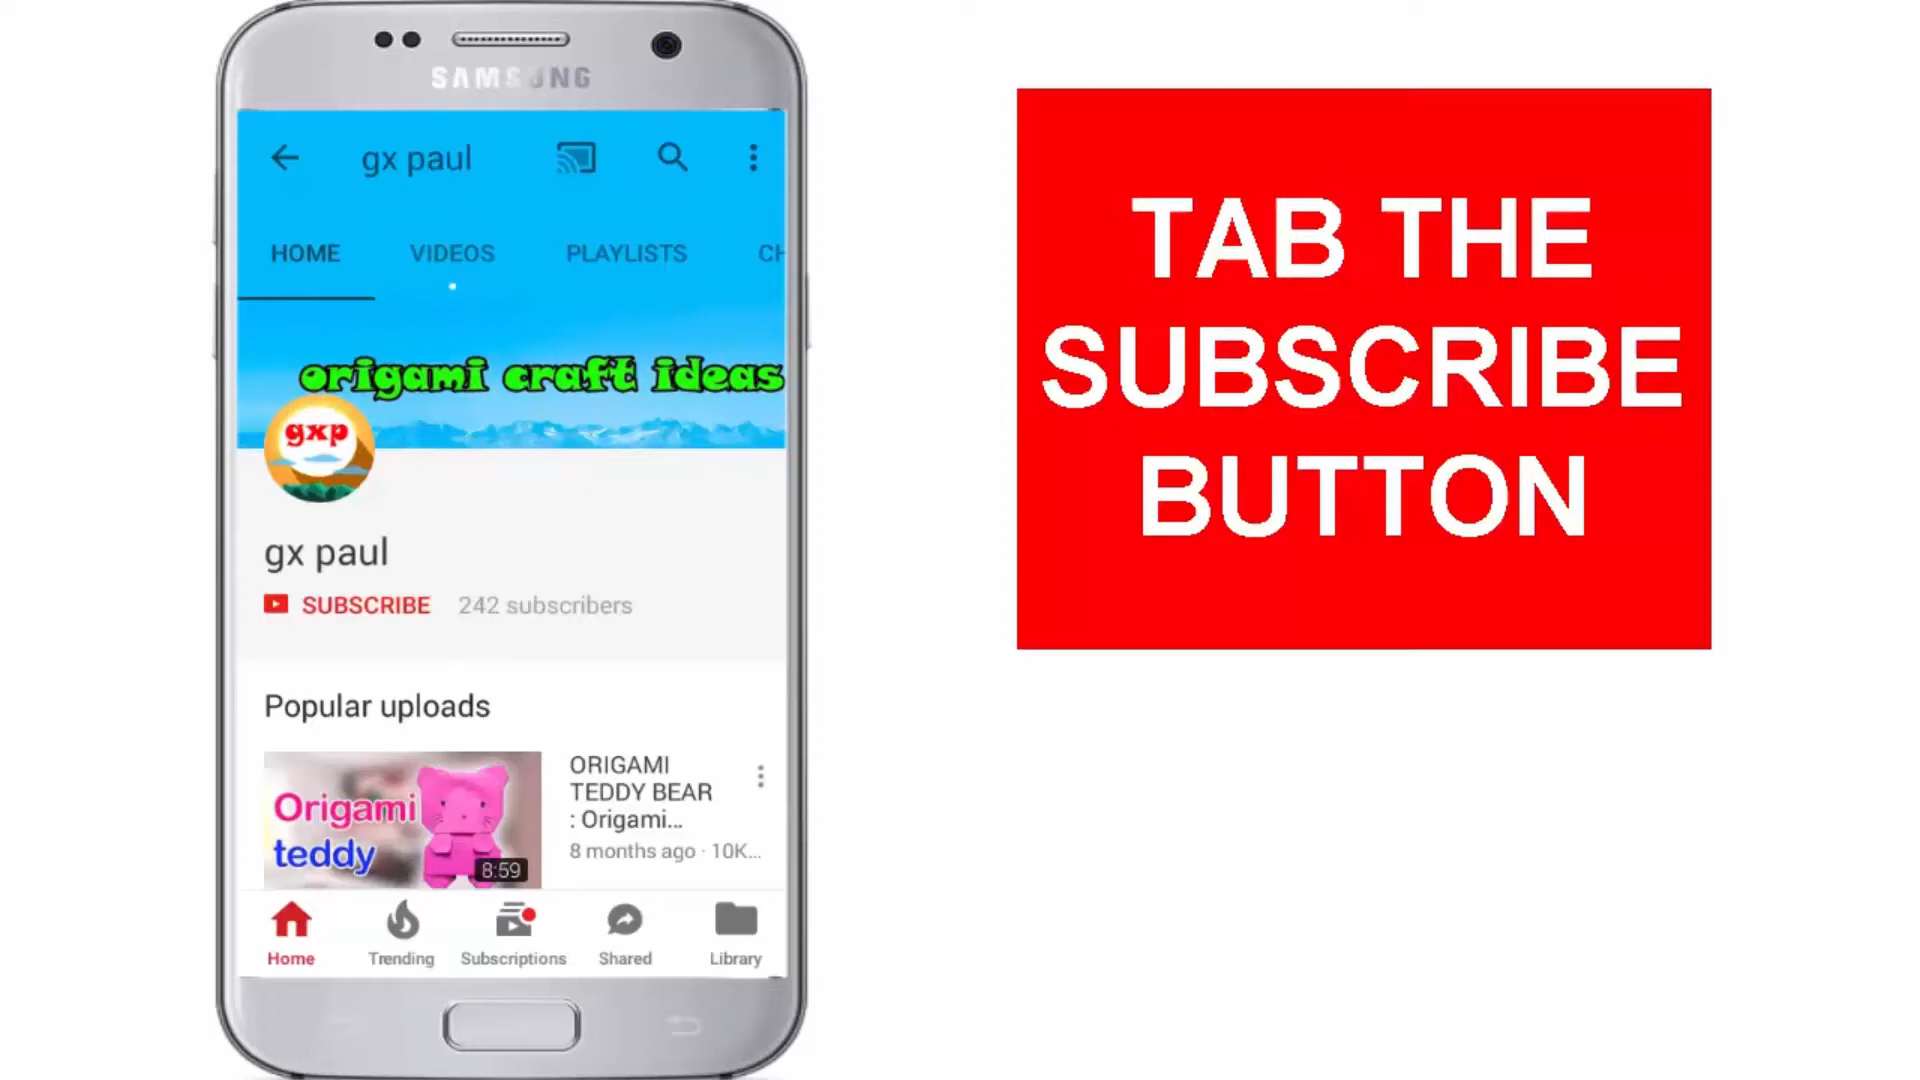 SAMSUNG
gx paul
HOME VIDEOS PLAYLISTS CH
origami craft ideas
gxp
gx paul
SUBSCRIBE 242 subscribers
Popular uploads
Origami
teddy
8:59
ORIGAMI
TEDDY BEAR
: Origami...
8 months ago · 10K...
Home Trending Subscriptions Shared Library
TAB THE
SUBSCRIBE
BUTTON